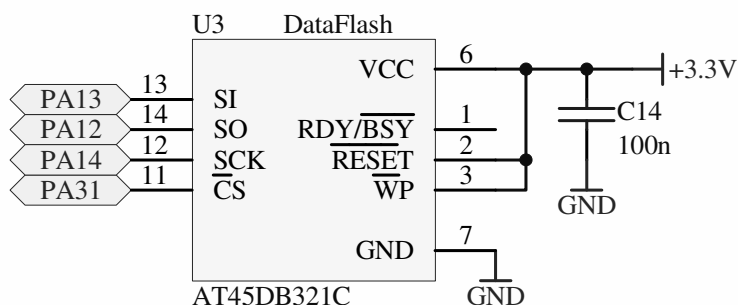 U3 DataFlash
VCC 6 +3.3V
PA13 13 SI
PA12 14 SO RDY/BSY 1 C14
PA14 12 SCK RESET 2 100n
PA31 11 CS WP 3
GND
GND 7
AT45DB321C GND